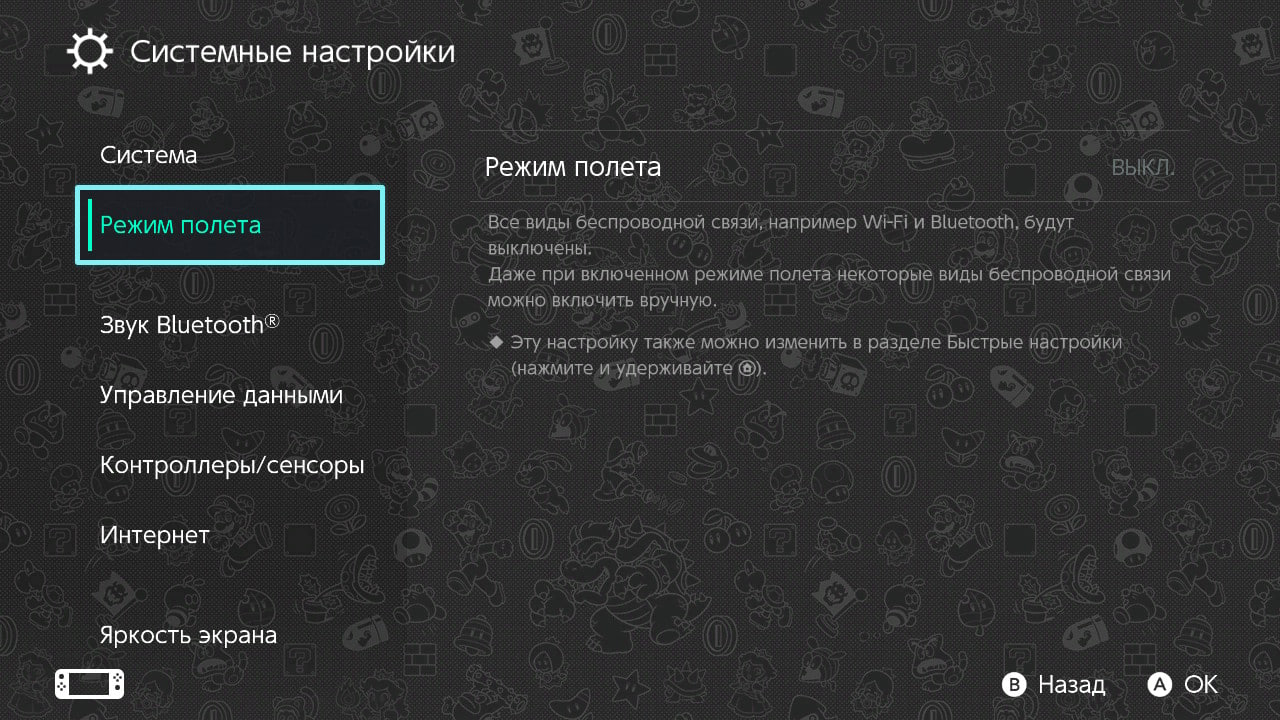 Системные настройки
Система
Режим полета
Звук Bluetooth®
Управление данными
Контроллеры/сенсоры
Интернет
Яркость экрана
Режим полета ВЫКЛ.
Все виды беспроводной связи, например Wi-Fi и Bluetooth, будут
выключены.
Даже при включенном режиме полета некоторые виды беспроводной связи
можно включить вручную.
◆ Эту настройку также можно изменить в разделе Быстрые настройки
(нажмите и удерживайте ).
B Назад A OK